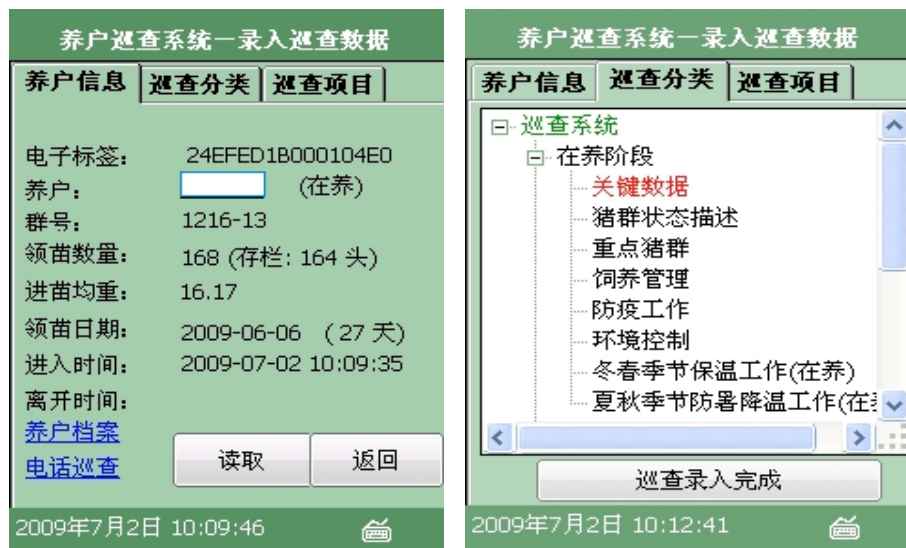 养户巡查系统—录入巡查数据
养户信息 巡查分类 巡查项目
电子标签: 24EFED1B000104E0
养户: (在养)
群号: 1216-13
领苗数量: 168 (存栏: 164 头)
进苗均重: 16.17
领苗日期: 2009-06-06 (27 天)
进入时间: 2009-07-02 10:09:35
离开时间:
养户档案
电话巡查
读取 返回
2009年7月2日 10:09:46
养户巡查系统—录入巡查数据
养户信息 巡查分类 巡查项目
巡查系统
在养阶段
关键数据
猪群状态描述
重点猪群
饲养管理
防疫工作
环境控制
冬春季节保温工作(在养)
夏秋季节防暑降温工作(在
巡查录入完成
2009年7月2日 10:12:41